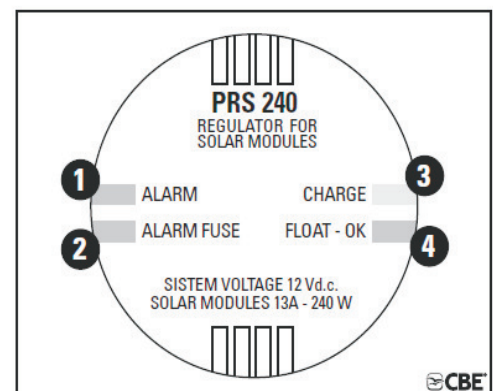 PRS 240
REGULATOR FOR
SOLAR MODULES
1
ALARM
CHARGE
3
2
ALARM FUSE
FLOAT - OK
4
SISTEM VOLTAGE 12 Vd.c.
SOLAR MODULES 13A - 240 W
CBE